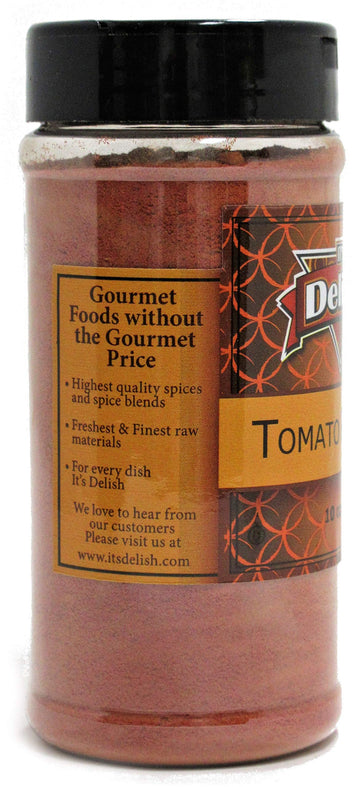 Gourmet
Foods without
the Gourmet
Price
• Highest quality spices
and spice blends
• Freshest & Finest raw
materials
• For every dish
It's Delish
We love to hear from
our customers
Please visit us at
www.itsdelish.com
TOMATO
10